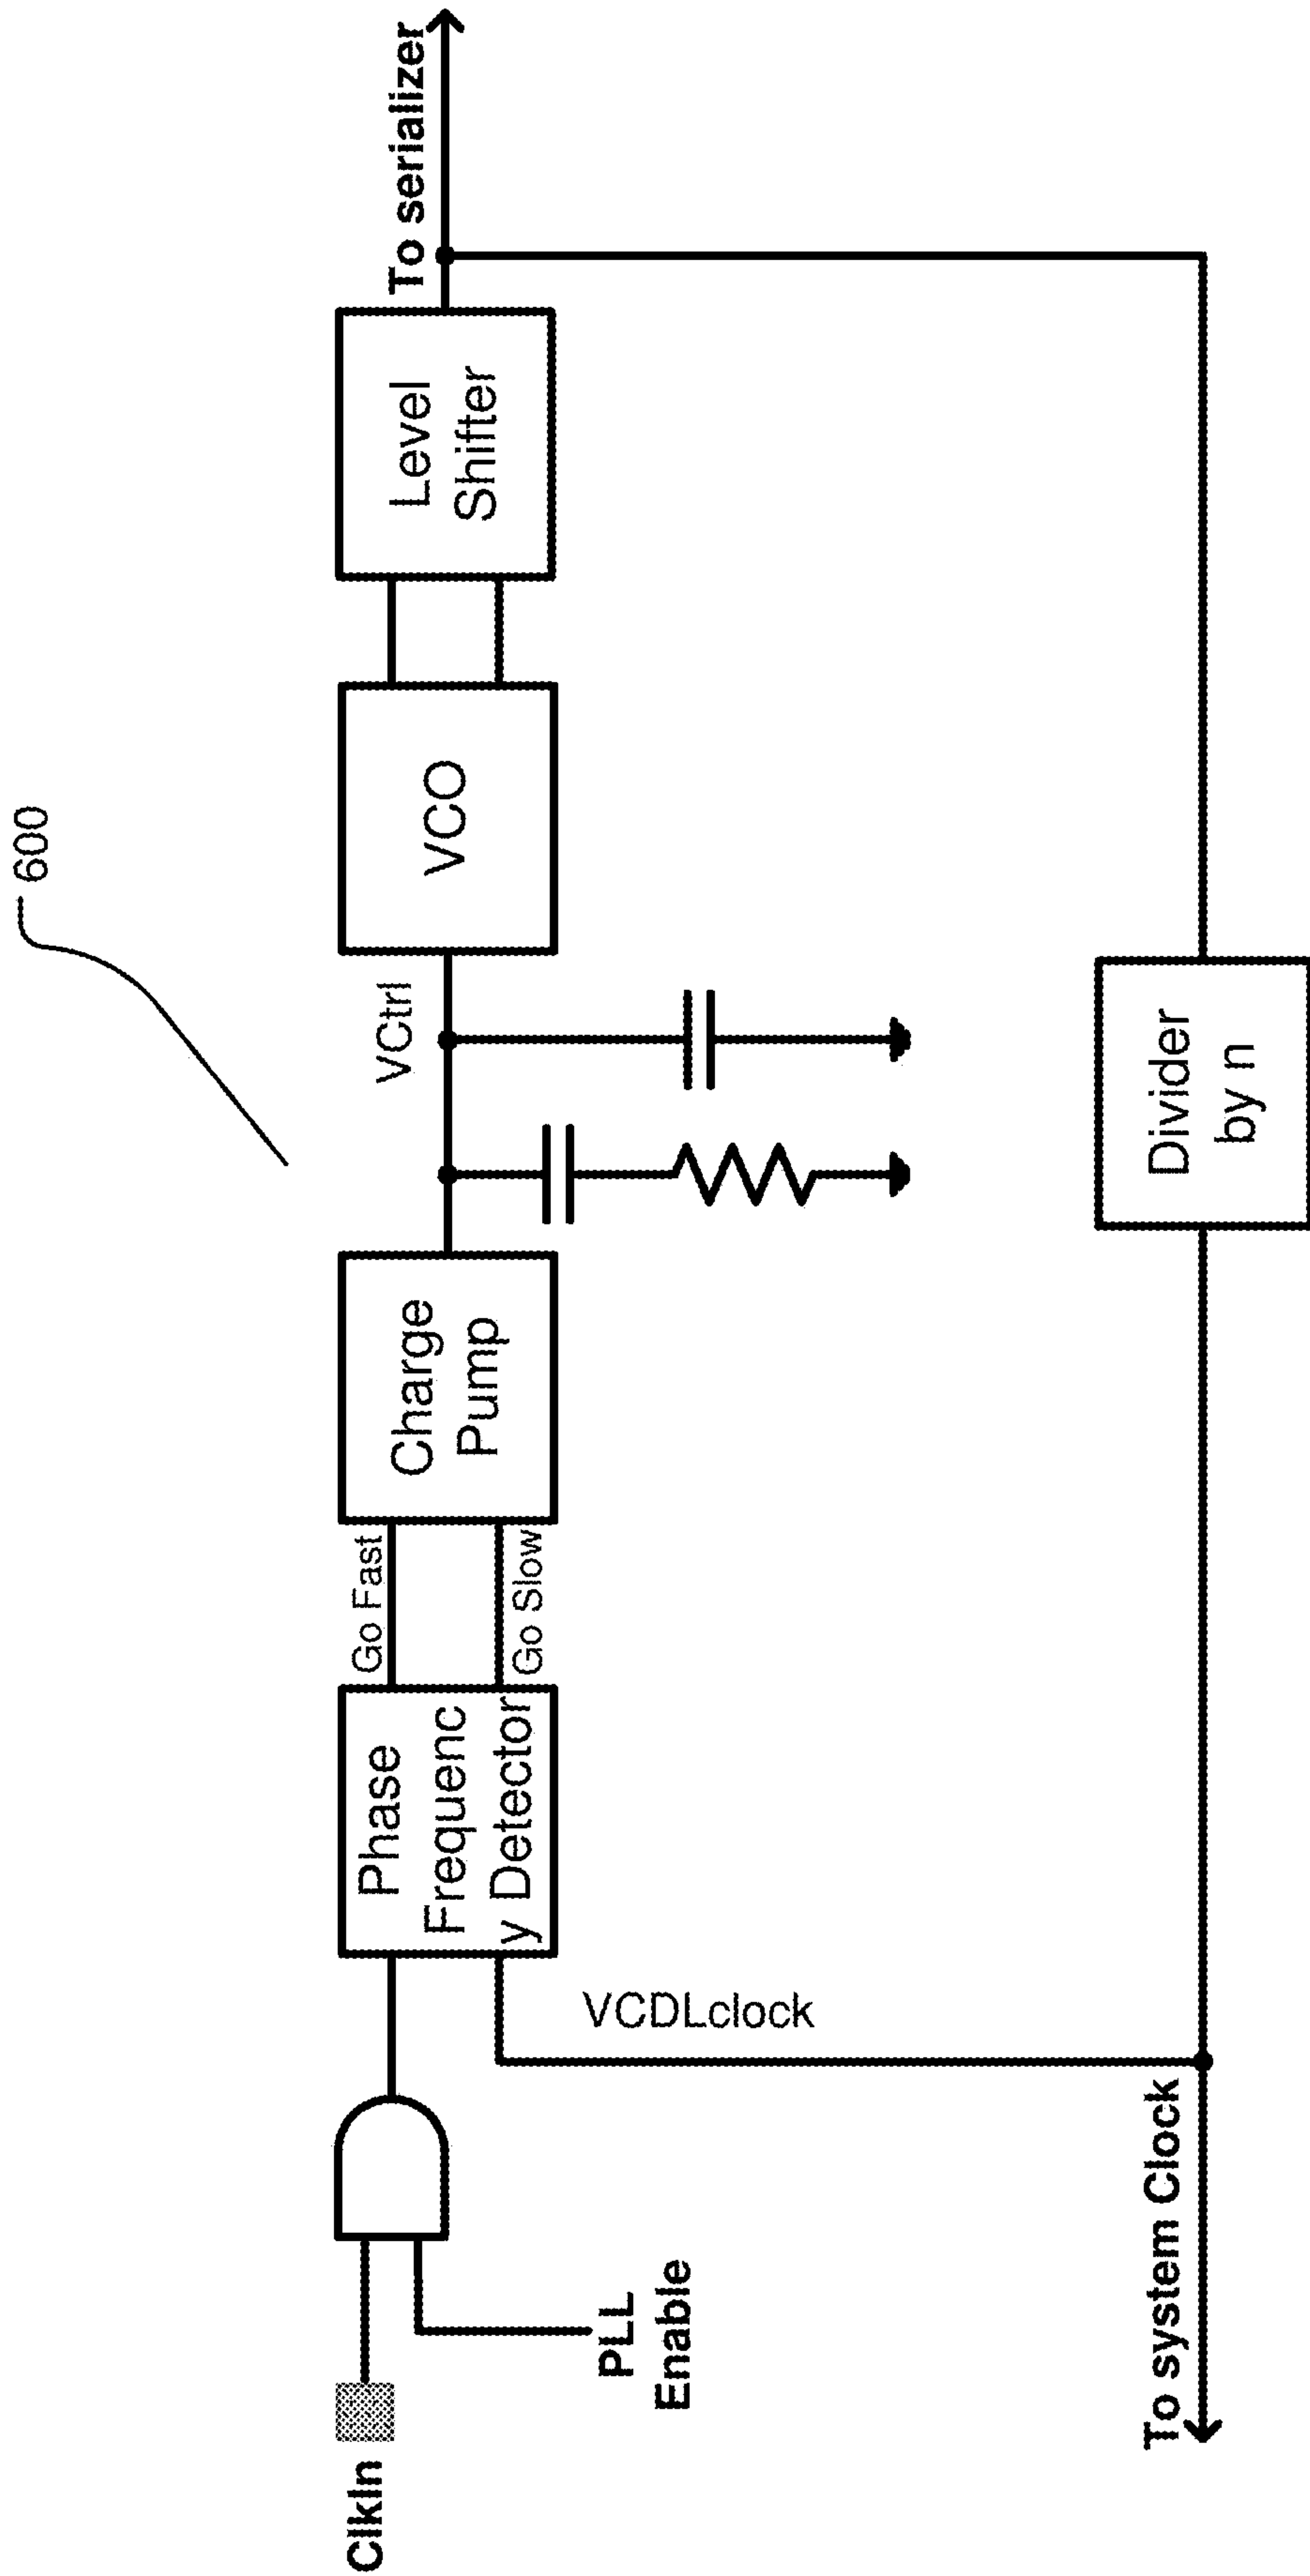 600
ClkIn
PLL
Enable
Phase
Frequenc
y Detector
Go Fast
Go Slow
Charge
Pump
VCtrl
VCO
Level
Shifter
To serializer
VCDLclock
Divider
by n
To system Clock